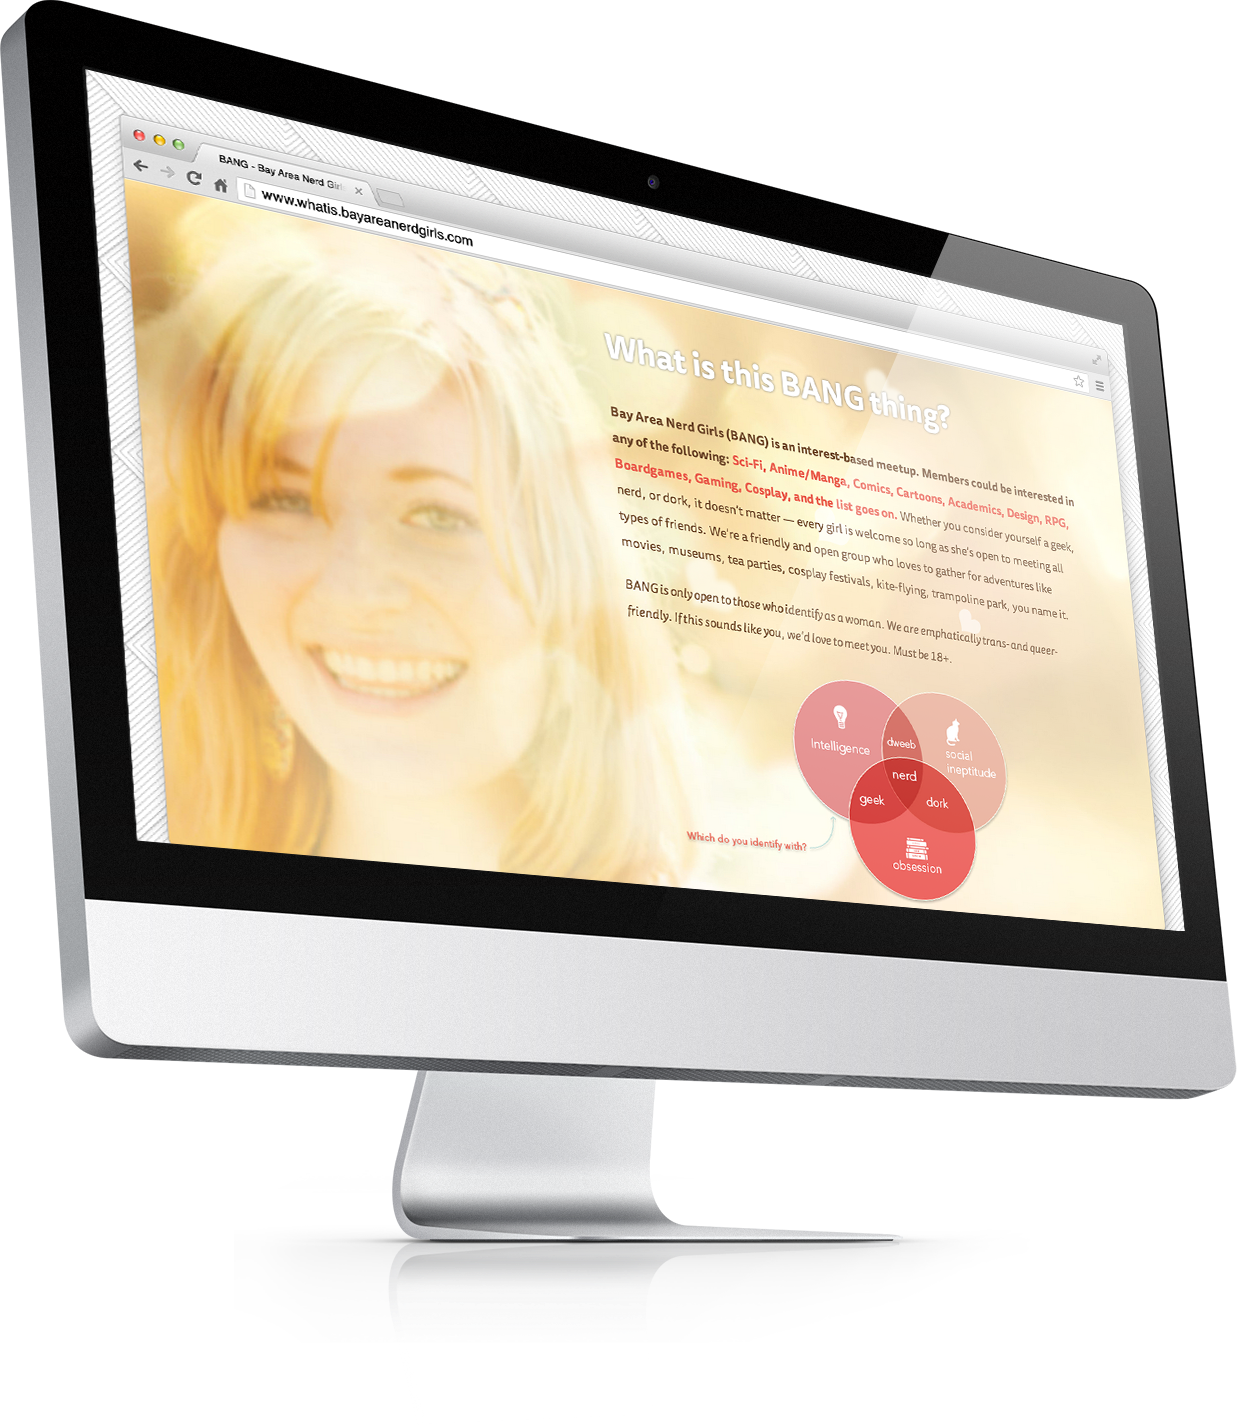 BANG - Bay Area Nerd Girl
www.whatis.bayareanerdgirls.com
What is this BANG thing?
Bay Area Nerd Girls (BANG) is an interest-based meetup. Members could be interested in
any of the following: Sci-Fi, Anime/Manga, Comics, Cartoons, Academics, Design, RPG,
Boardgames, Gaming, Cosplay, and the list goes on. Whether you consider yourself a geek,
nerd, or dork, it doesn't matter — every girl is welcome so long as she's open to meeting all
types of friends. We're a friendly and open group who loves to gather for adventures like
movies, museums, tea parties, cosplay festivals, kite-flying, trampoline park, you name it.
BANG is only open to those who identify as a woman. We are emphatically trans- and queer-
friendly. If this sounds like you, we'd love to meet you. Must be 18+.
Intelligence
dweeb
social
ineptitude
nerd
geek
dork
Which do you identify with?
obsession